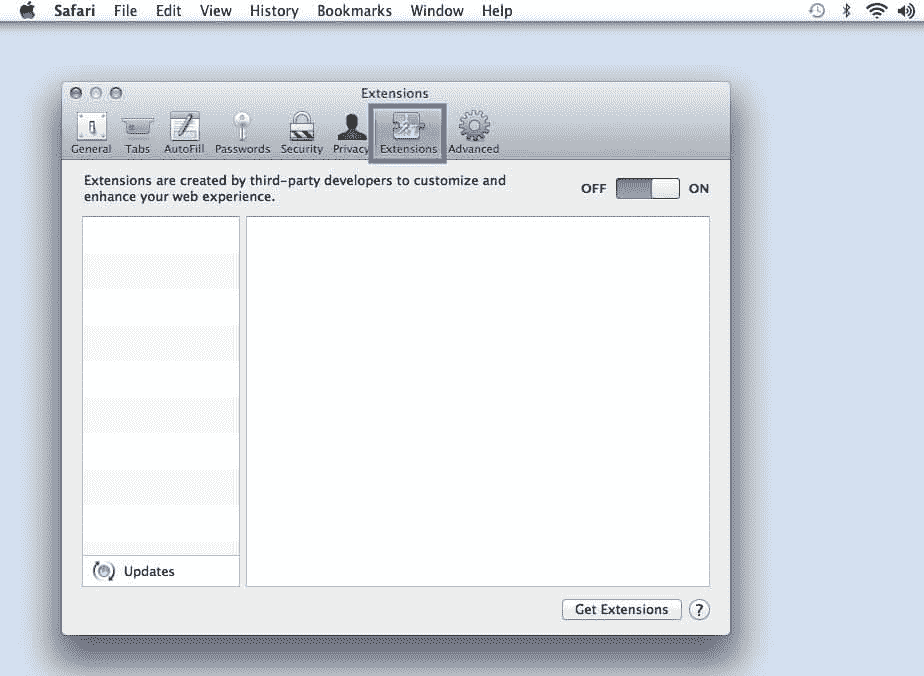 Safari File Edit View History Bookmarks Window Help
Extensions
General Tabs AutoFill Passwords Security Privacy Extensions Advanced
Extensions are created by third-party developers to customize and
enhance your web experience.
OFF ON
Updates
Get Extensions ?